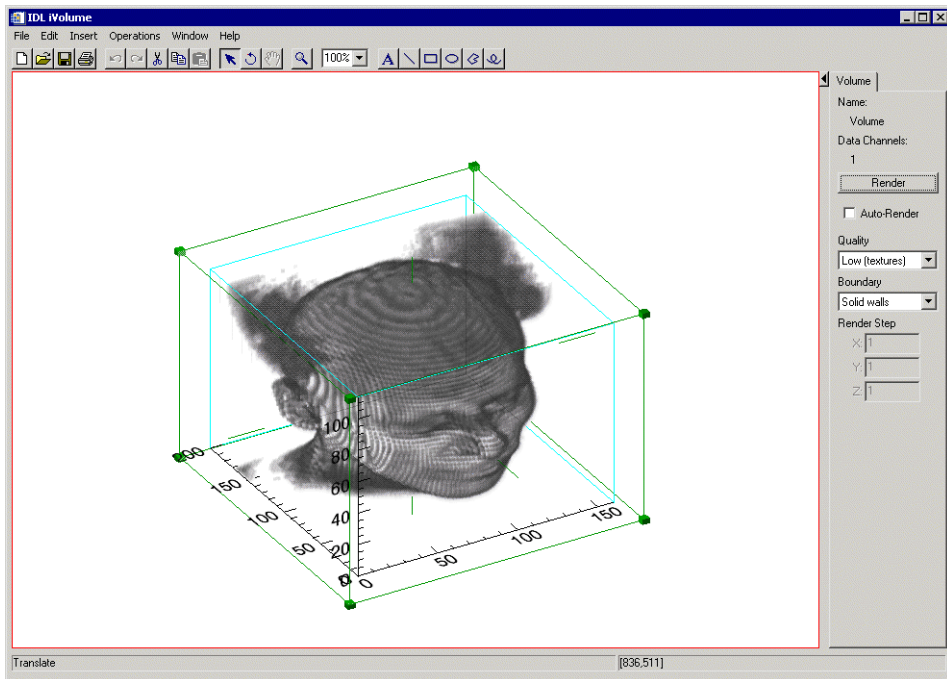 IDL iVolume
File Edit Insert Operations Window Help
100%
A
Volume
Name:
Volume
Data Channels:
1
Render
Auto-Render
Quality
Low (textures)
Boundary
Solid walls
Render Step
X: 1
Y: 1
Z: 1
100
80
60
40
20
0
200
150
100
50
0
50
100
150
Translate
[836,511]